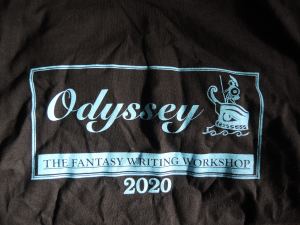 Odyssey
THE FANTASY WRITING WORKSHOP
2020